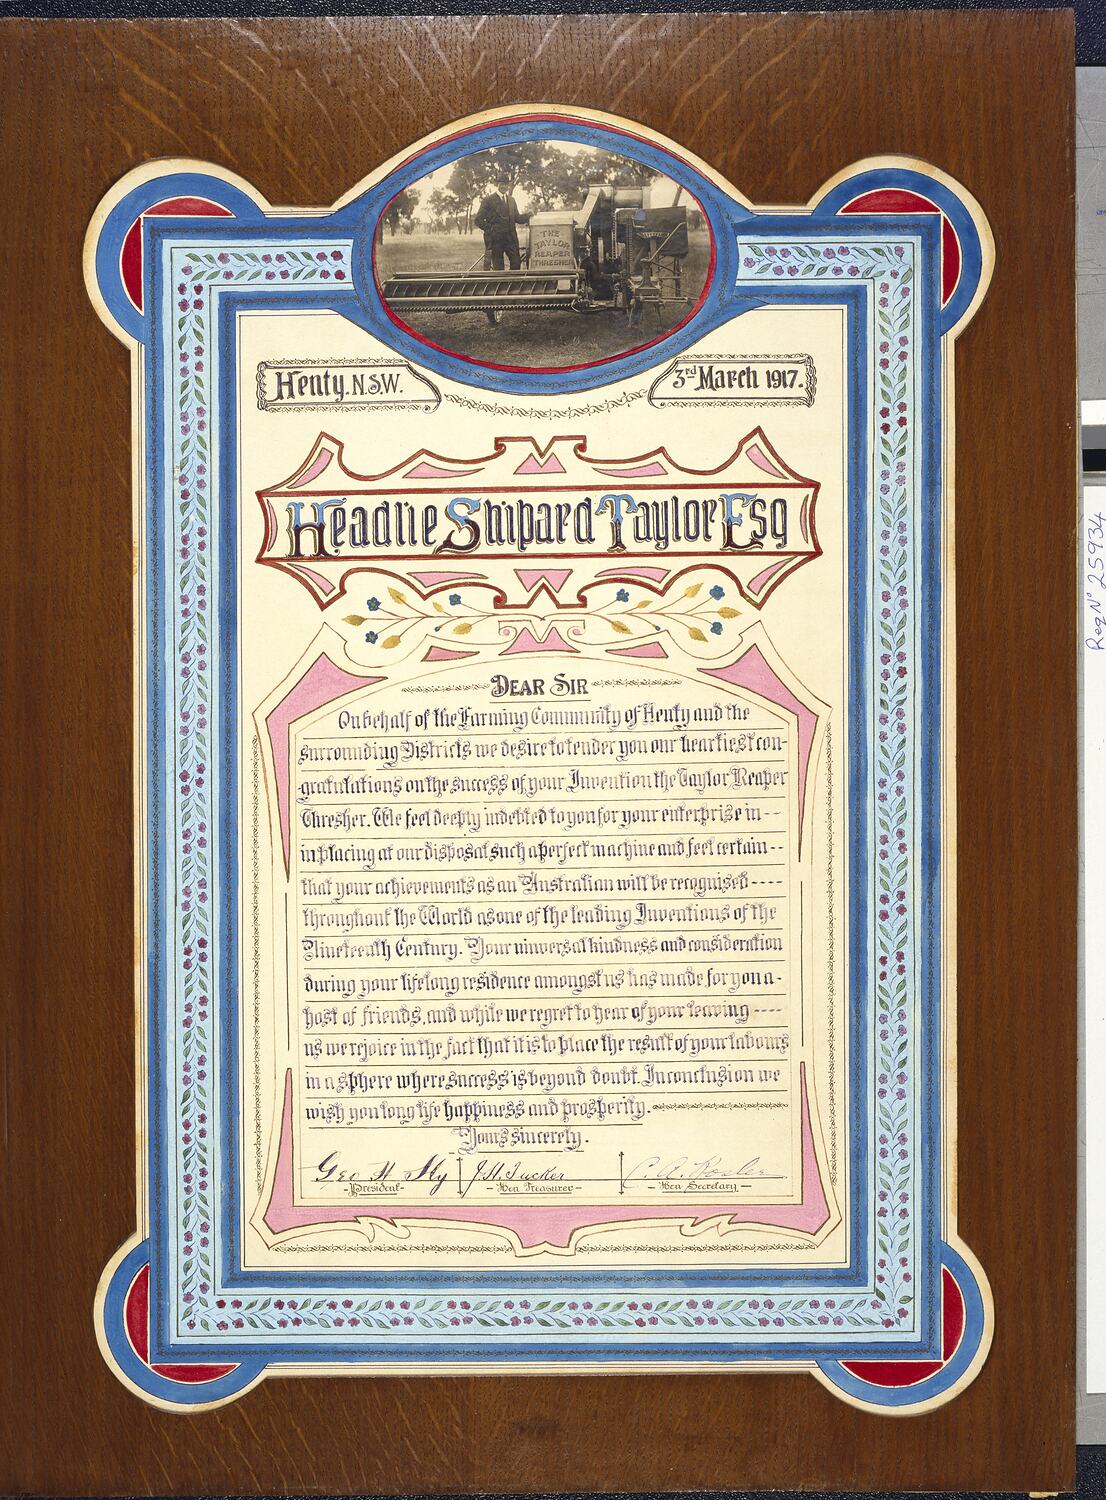 THE
TAYLOR
REAPER
THRESHER
Henty. N.S.W.
3rd March 1917.
Headlie Shipard Taylor Esq
DEAR SIR
On behalf of the Farming Community of Henty and the
surrounding Districts we desire to tender you our heartiest con-
gratulations on the success of your Invention the Taylor Reaper
Thresher. We feel deeply indebted to you for your enterprise in--
in placing at our disposal such a perfect machine and feel certain--
that your achievements as an Australian will be recognised----
throughout the World as one of the leading Inventions of the
Nineteenth Century. Your universal kindness and consideration
during your lifelong residence amongst us has made for you a-
host of friends, and while we regret to hear of your leaving----
us we rejoice in the fact that it is to place the result of your labours
in a sphere where success is beyond doubt. In conclusion we
wish you long life happiness and prosperity.
Yours sincerely.
Geo H. J.H. Tucker C. A.
-President- -Hon Treasurer- -Hon Secretary-
Reg No 25934